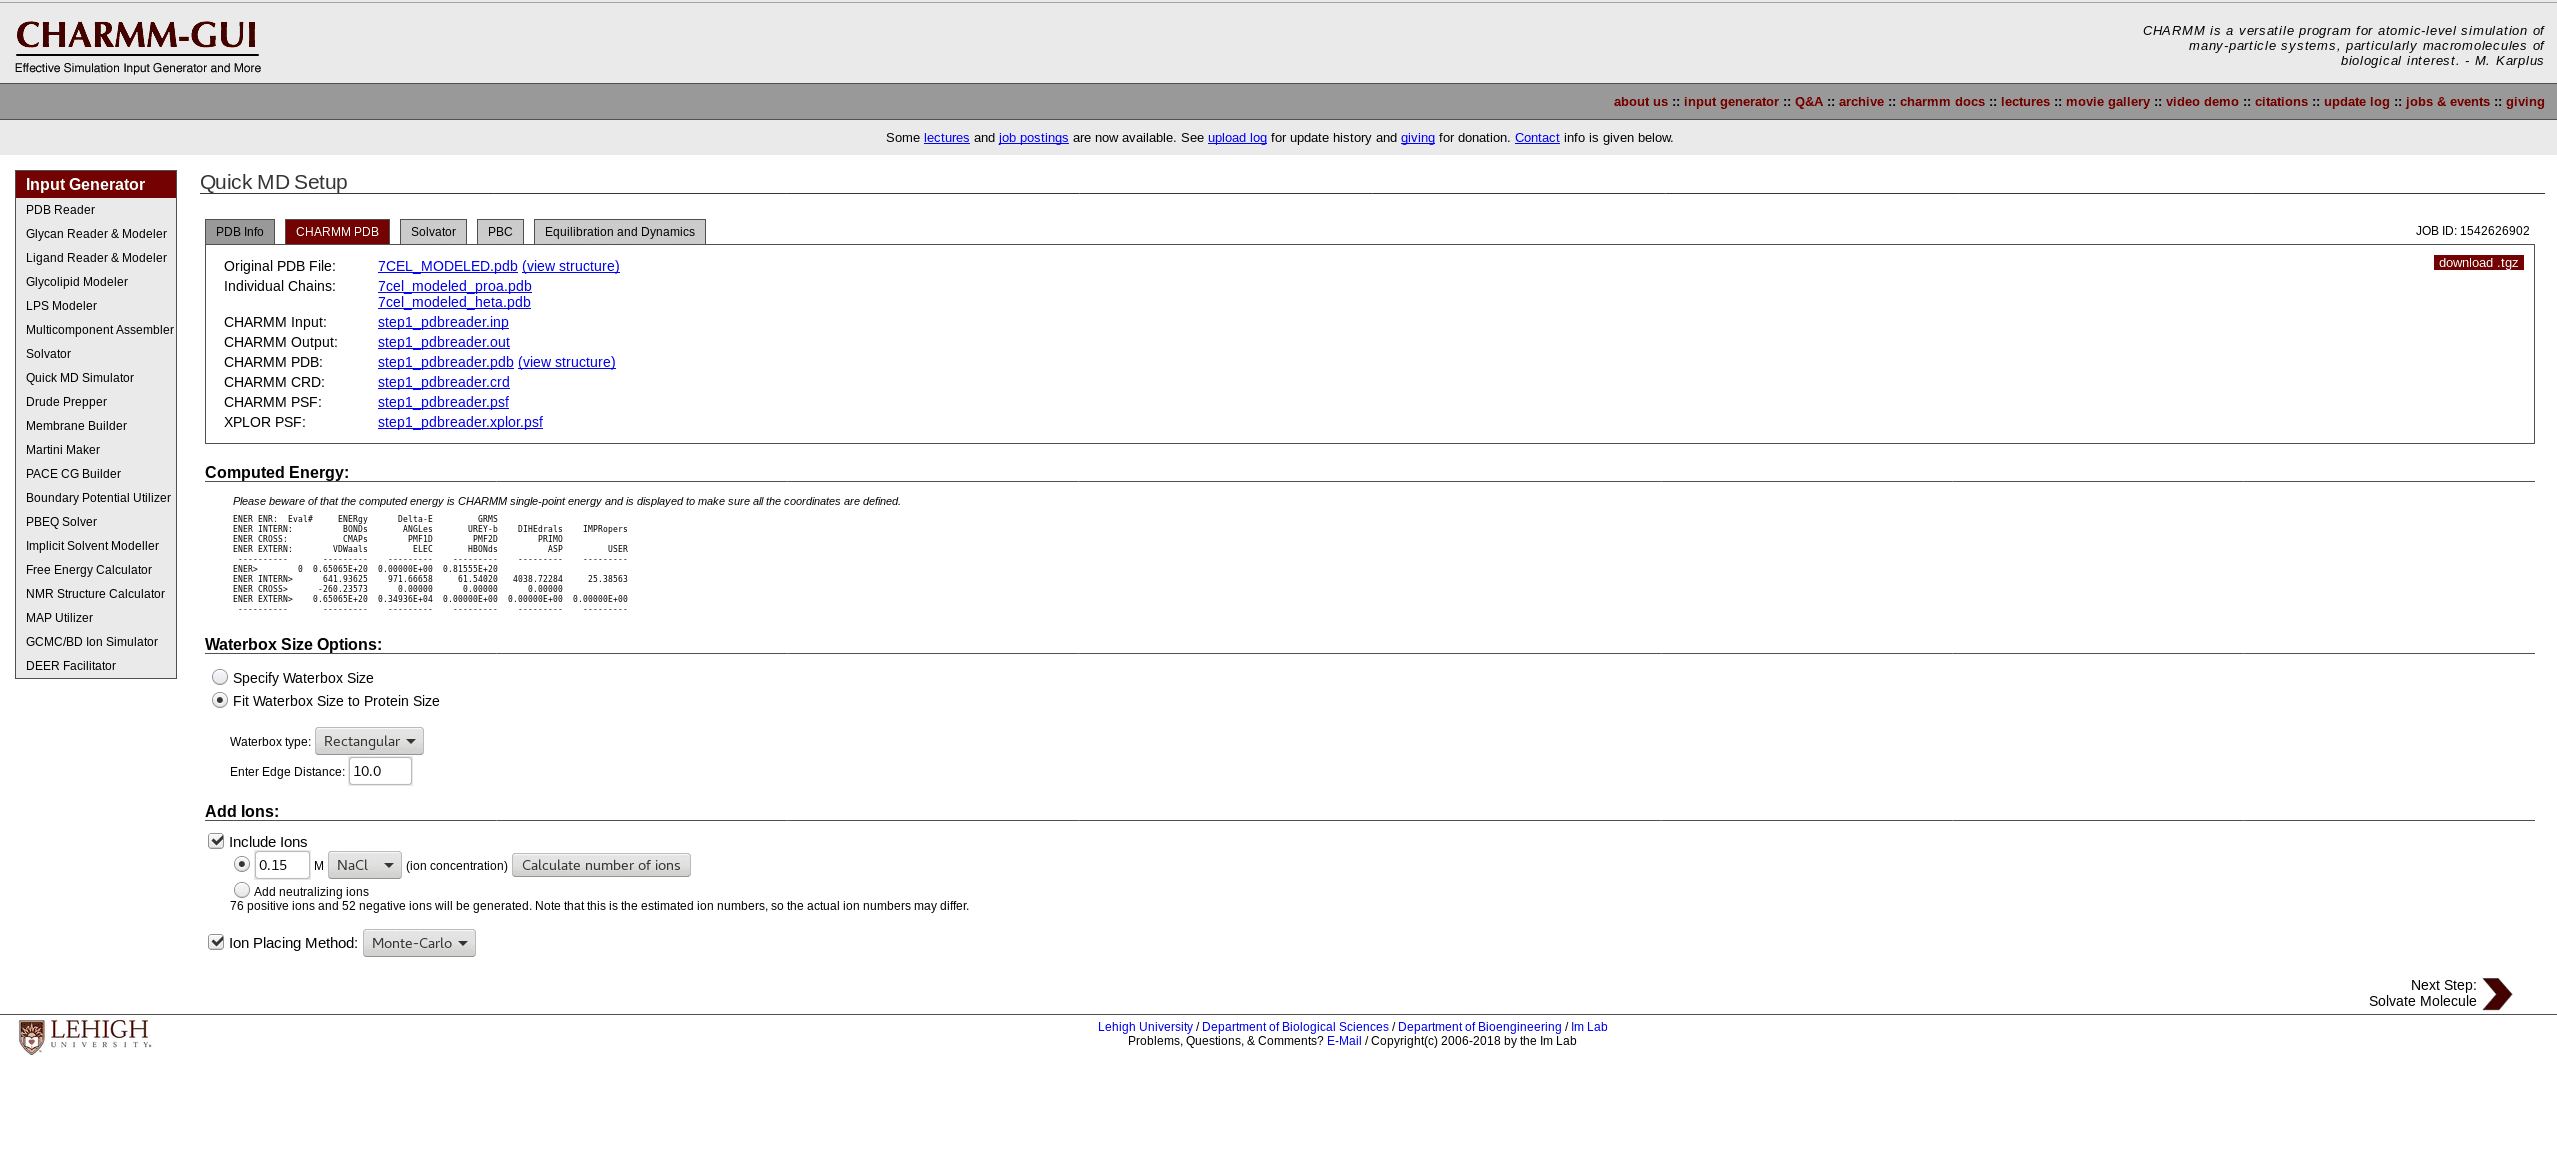 CHARMM-GUI
Effective Simulation Input Generator and More
CHARMM is a versatile program for atomic-level simulation of
many-particle systems, particularly macromolecules of
biological interest. - M. Karplus
about us :: input generator :: Q&A :: archive :: charmm docs :: lectures :: movie gallery :: video demo :: citations :: update log :: jobs & events :: giving
Some lectures and job postings are now available. See upload log for update history and giving for donation. Contact info is given below.
Input Generator
PDB Reader
Glycan Reader & Modeler
Ligand Reader & Modeler
Glycolipid Modeler
LPS Modeler
Multicomponent Assembler
Solvator
Quick MD Simulator
Drude Prepper
Membrane Builder
Martini Maker
PACE CG Builder
Boundary Potential Utilizer
PBEQ Solver
Implicit Solvent Modeller
Free Energy Calculator
NMR Structure Calculator
MAP Utilizer
GCMC/BD Ion Simulator
DEER Facilitator
Quick MD Setup
PDB Info CHARMM PDB Solvator PBC Equilibration and Dynamics JOB ID: 1542626902
download .tgz
Original PDB File: 7CEL_MODELED.pdb (view structure)
Individual Chains: 7cel_modeled_proa.pdb
7cel_modeled_heta.pdb
CHARMM Input: step1_pdbreader.inp
CHARMM Output: step1_pdbreader.out
CHARMM PDB: step1_pdbreader.pdb (view structure)
CHARMM CRD: step1_pdbreader.crd
CHARMM PSF: step1_pdbreader.psf
XPLOR PSF: step1_pdbreader.xplor.psf
Computed Energy:
Please beware of that the computed energy is CHARMM single-point energy and is displayed to make sure all the coordinates are defined.
ENER ENR: Eval# ENERgy Delta-E GRMS
ENER INTERN: BONDs ANGLes UREY-b DIHEdrals IMPRopers
ENER CROSS: CMAPs PMF1D PMF2D PRIMO
ENER EXTERN: VDWaals ELEC HBONds ASP USER
---------- --------- --------- --------- --------- ---------
ENER> 0 0.65065E+20 0.00000E+00 0.81555E+20
ENER INTERN> 641.93625 971.66658 61.54020 4038.72284 25.38563
ENER CROSS> -260.23573 0.00000 0.00000 0.00000
ENER EXTERN> 0.65065E+20 0.34936E+04 0.00000E+00 0.00000E+00 0.00000E+00
---------- --------- --------- --------- --------- ---------
Waterbox Size Options:
Specify Waterbox Size
Fit Waterbox Size to Protein Size
Waterbox type: Rectangular
Enter Edge Distance: 10.0
Add Ions:
Include Ions
0.15 M NaCl (ion concentration) Calculate number of ions
Add neutralizing ions
76 positive ions and 52 negative ions will be generated. Note that this is the estimated ion numbers, so the actual ion numbers may differ.
Ion Placing Method: Monte-Carlo
Next Step:
Solvate Molecule
LEHIGH
UNIVERSITY
Lehigh University / Department of Biological Sciences / Department of Bioengineering / Im Lab
Problems, Questions, & Comments? E-Mail / Copyright(c) 2006-2018 by the Im Lab